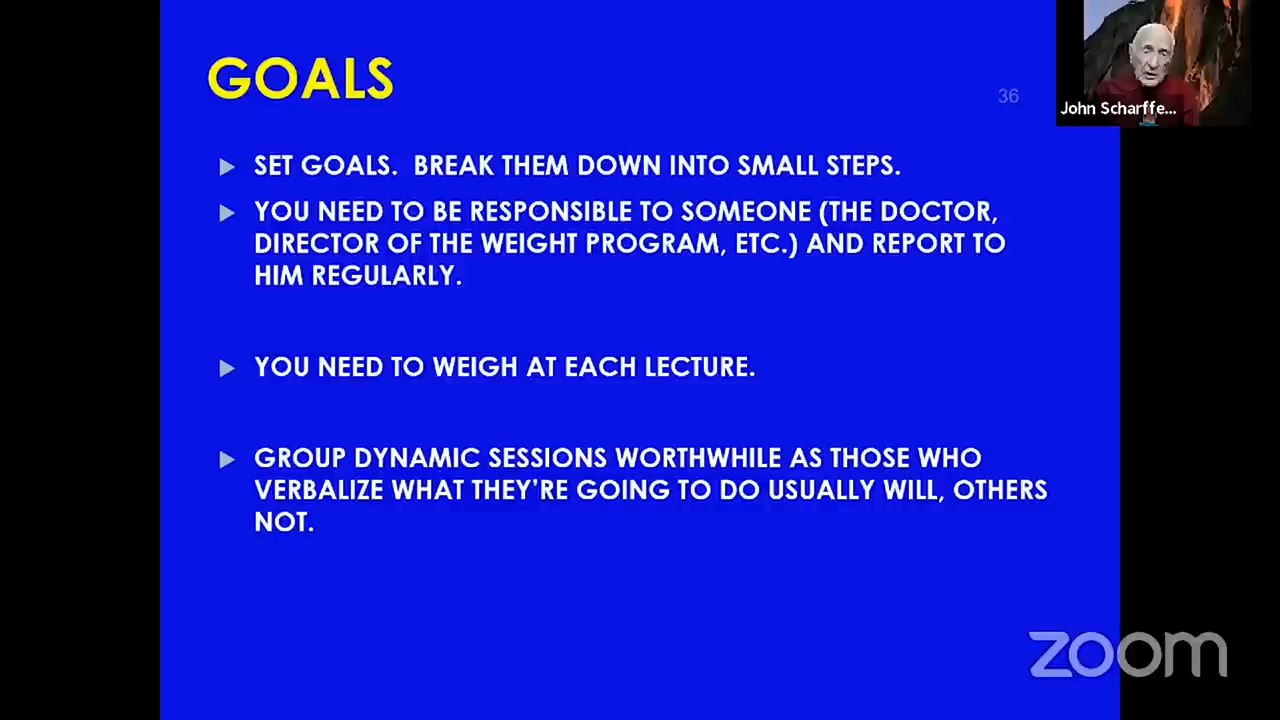 GOALS
36
John Scharffe...
SET GOALS.  BREAK THEM DOWN INTO SMALL STEPS.
YOU NEED TO BE RESPONSIBLE TO SOMEONE (THE DOCTOR,
DIRECTOR OF THE WEIGHT PROGRAM, ETC.) AND REPORT TO
HIM REGULARLY.
YOU NEED TO WEIGH AT EACH LECTURE.
GROUP DYNAMIC SESSIONS WORTHWHILE AS THOSE WHO
VERBALIZE WHAT THEY'RE GOING TO DO USUALLY WILL, OTHERS
NOT.
zoom